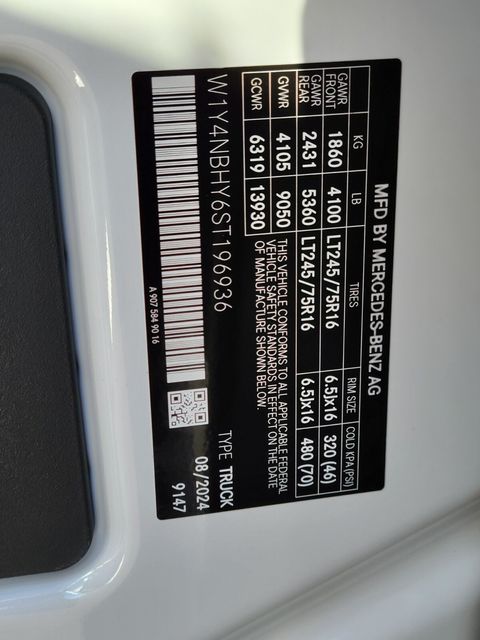 MFD BY MERCEDES-BENZ AG
KG LB TIRES RIM SIZE COLD KPA (PSI)
GAWR FRONT 1860 4100 LT245/75R16 6.5Jx16 320 (46)
GAWR REAR 2431 5360 LT245/75R16 6.5Jx16 480 (70)
GVWR 4105 9050
GCWR 6319 13930
THIS VEHICLE CONFORMS TO ALL APPLICABLE FEDERAL
VEHICLE SAFETY STANDARDS IN EFFECT ON THE DATE
OF MANUFACTURE SHOWN BELOW.
W1Y4NBHY6ST196936
TYPE TRUCK
08/2024
9147
A 907 584 90 16